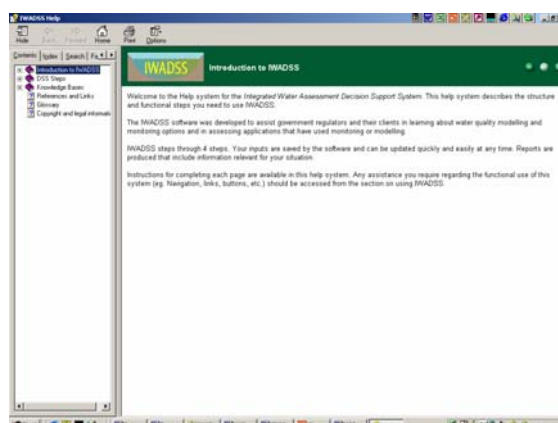 IWADSS Help
Hide Back Forward Home Print Options
Contents Index Search
Introduction to IWADSS
DSS Steps
Knowledge Bases
References and Links
Glossary
Copyright and legal informati
IWADSS Introduction to IWADSS
Welcome to the Help system for the Integrated Water Assessment Decision Support System. This help system describes the structure
and functional steps you need to use IWADSS.
The IWADSS software was developed to assist government regulators and their clients in learning about water quality modelling and
monitoring options and in assessing applications that have used monitoring or modelling.
IWADSS steps through 4 steps. Your inputs are saved by the software and can be updated quickly and easily at any time. Reports are
produced that include information relevant for your situation
Instructions for completing each page are available in this help system. Any assistance you require regarding the functional use of this
system (eg. Navigation, links, buttons, etc.) should be accessed from the section on using IWADSS.